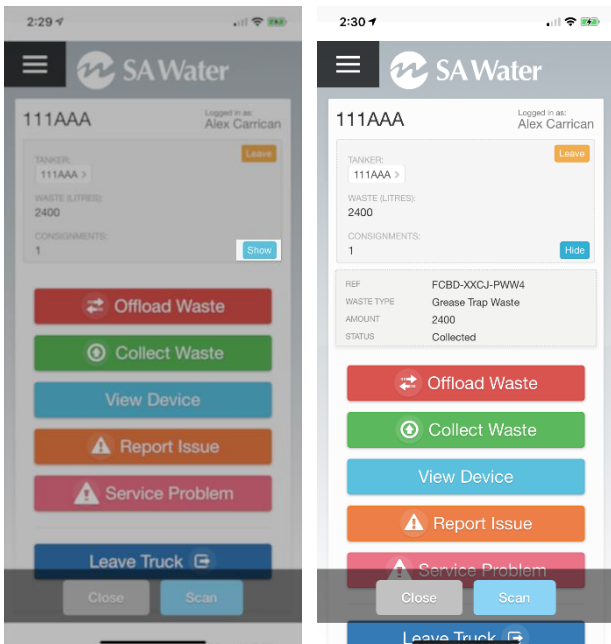 2:29
SA Water
111AAA
Logged in as:
Alex Carrican
TANKER:
Leave
111AAA >
WASTE (LITRES):
2400
CONSIGNMENTS:
1
Show
Offload Waste
Collect Waste
View Device
Report Issue
Service Problem
Leave Truck
Close
Scan
2:30
SA Water
111AAA
Logged in as:
Alex Carrican
TANKER:
Leave
111AAA >
WASTE (LITRES):
2400
CONSIGNMENTS:
1
Hide
REF FCBD-XXCJ-PWW4
WASTE TYPE Grease Trap Waste
AMOUNT 2400
STATUS Collected
Offload Waste
Collect Waste
View Device
Report Issue
Service Problem
Close
Scan
Leave Truck